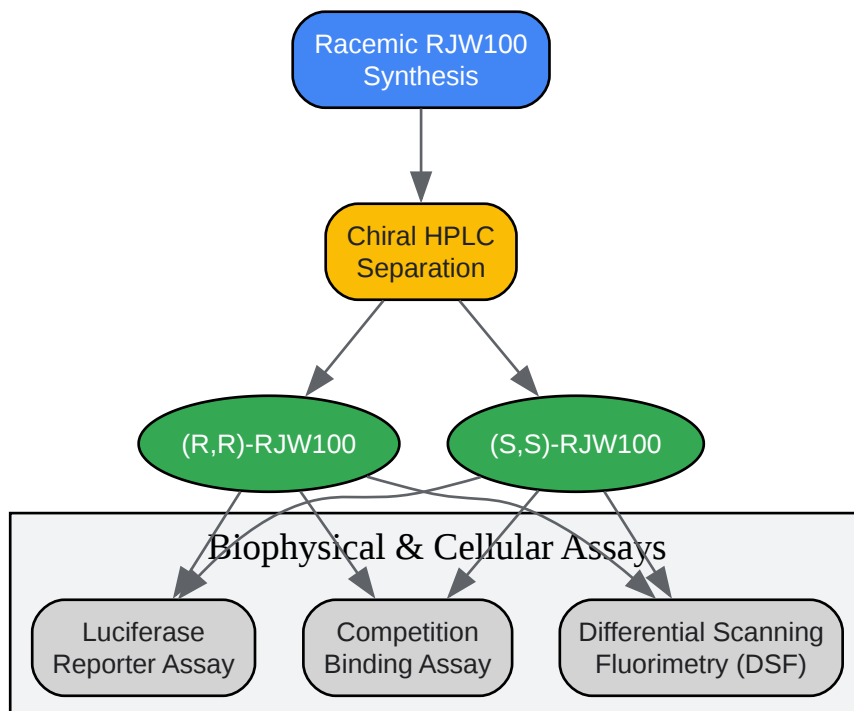 Racemic RJW100
Synthesis
Chiral HPLC
Separation
(R,R)-RJW100
(S,S)-RJW100
Biophysical & Cellular Assays
Luciferase
Reporter Assay
Competition
Binding Assay
Differential Scanning
Fluorimetry (DSF)